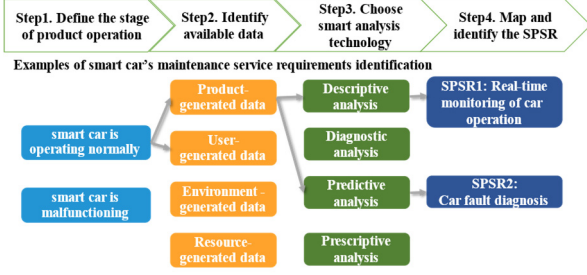 Step1. Define the stage
of product operation
Step2. Identify
available data
Step3. Choose
smart analysis
technology
Step4. Map and
identify the SPSR
Examples of smart car's maintenance service requirements identification
smart car is
operating normally
smart car is
malfunctioning
Product-
generated data
User-
generated data
Environment -
generated data
Resource-
generated data
Descriptive
analysis
Diagnostic
analysis
Predictive
analysis
Prescriptive
analysis
SPSR1: Real-time
monitoring of car
operation
SPSR2:
Car fault diagnosis